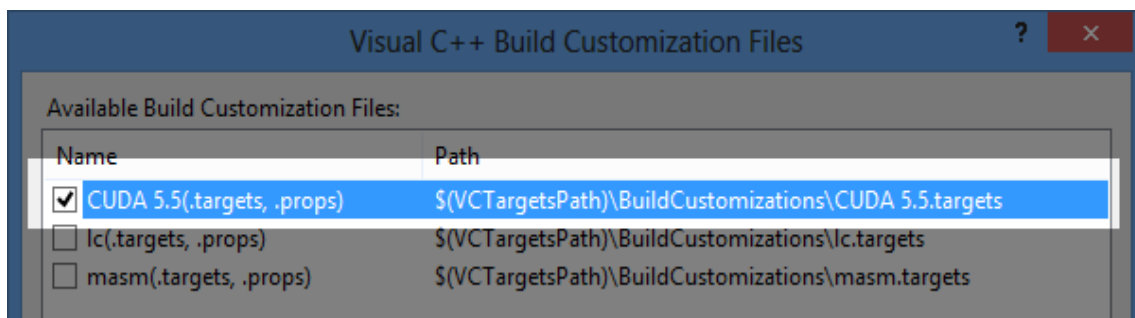 Visual C++ Build Customization Files ? ×
Available Build Customization Files:
Name Path
CUDA 5.5(.targets, .props) $(VCTargetsPath)\BuildCustomizations\CUDA 5.5.targets
lc(.targets, .props) $(VCTargetsPath)\BuildCustomizations\lc.targets
masm(.targets, .props) $(VCTargetsPath)\BuildCustomizations\masm.targets